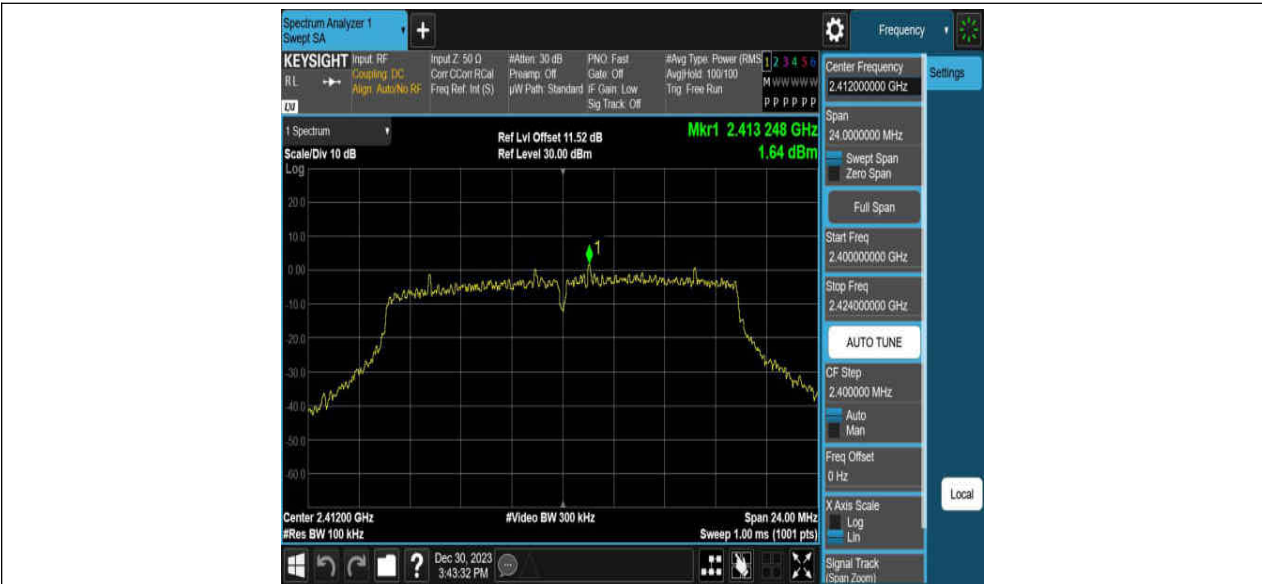 Spectrum Analyzer 1
Swept SA
+
Frequency
KEYSIGHT
RL
LXI
Input: RF
Coupling: DC
Align: Auto/No RF
Input Z: 50 Ω
Corr CCorr RCal
Freq Ref: Int (S)
#Atten: 30 dB
Preamp: Off
µW Path: Standard
PNO: Fast
Gate: Off
IF Gain: Low
Sig Track: Off
#Avg Type: Power (RMS
Avg|Hold: 100/100
Trig: Free Run
1 2 3 4 5 6
M W W W W W
P P P P P P
1 Spectrum
Scale/Div 10 dB
Log
Ref Lvl Offset 11.52 dB
Ref Level 30.00 dBm
Mkr1 2.413 248 GHz
1.64 dBm
20.0
10.0
0.00
-10.0
-20.0
-30.0
-40.0
-50.0
-60.0
1
Center 2.41200 GHz
#Res BW 100 kHz
#Video BW 300 kHz
Span 24.00 MHz
Sweep 1.00 ms (1001 pts)
Center Frequency
2.412000000 GHz
Settings
Span
24.0000000 MHz
Swept Span
Zero Span
Full Span
Start Freq
2.400000000 GHz
Stop Freq
2.424000000 GHz
AUTO TUNE
CF Step
2.400000 MHz
Auto
Man
Freq Offset
0 Hz
X Axis Scale
Log
Lin
Signal Track
(Span Zoom)
Local
?
Dec 30, 2023
3:43:32 PM